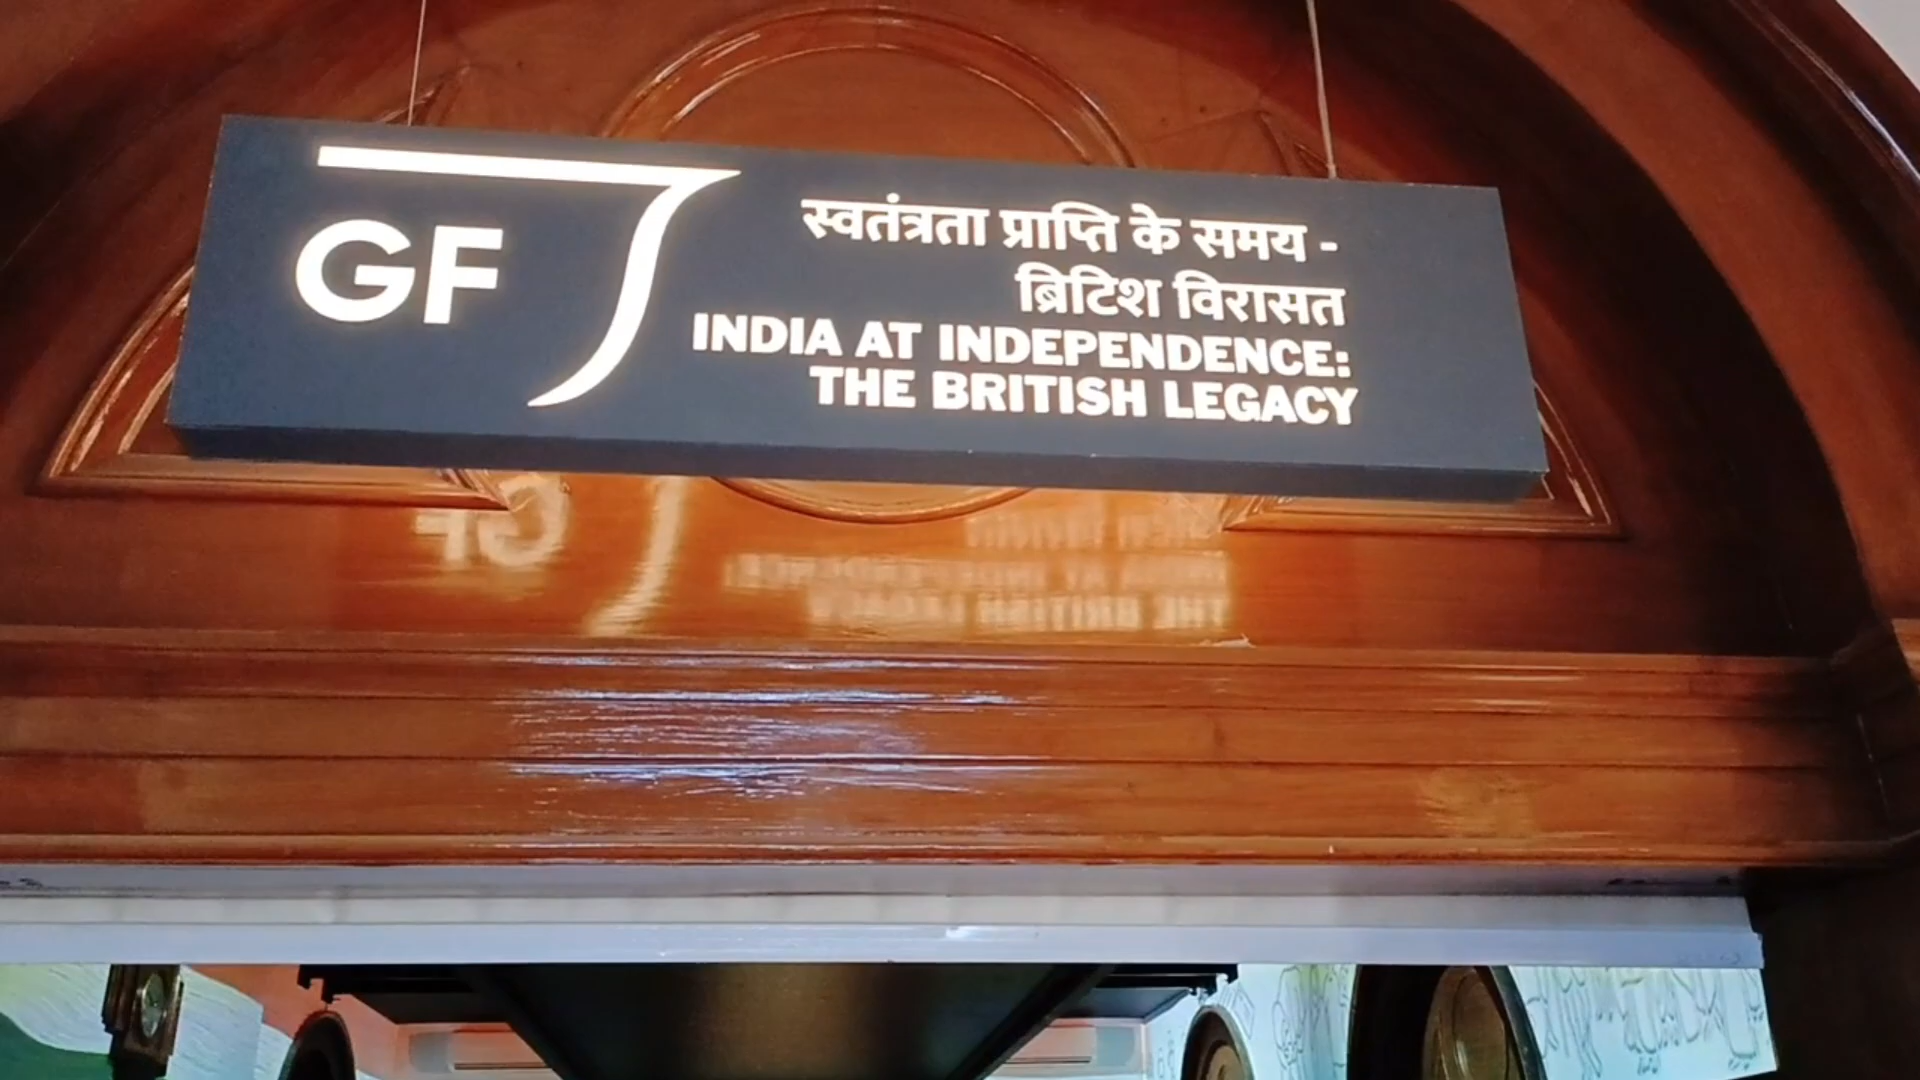 GF
स्वतंत्रता प्राप्ति के समय -
ब्रिटिश विरासत
INDIA AT INDEPENDENCE:
THE BRITISH LEGACY